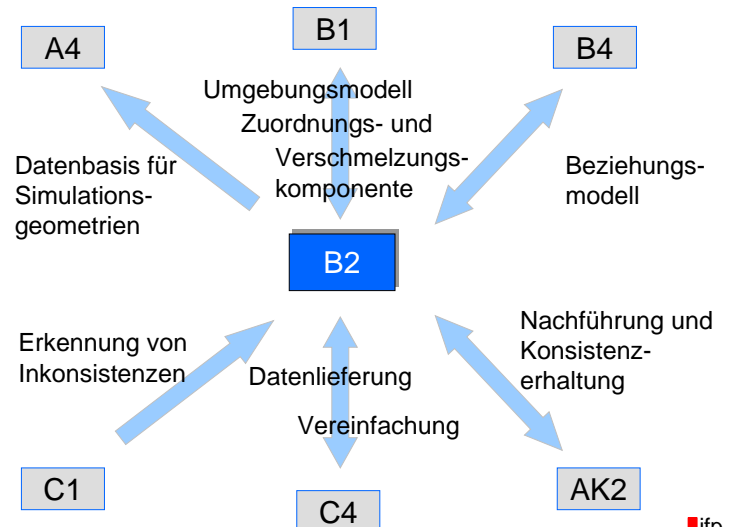 A4
B1
B4
Umgebungsmodell
Zuordnungs- und
Verschmelzungs-
komponente
Datenbasis für
Simulations-
geometrien
Beziehungs-
modell
B2
Erkennung von
Inkonsistenzen
Datenlieferung
Vereinfachung
Nachführung und
Konsistenz-
erhaltung
C1
C4
AK2
ifp